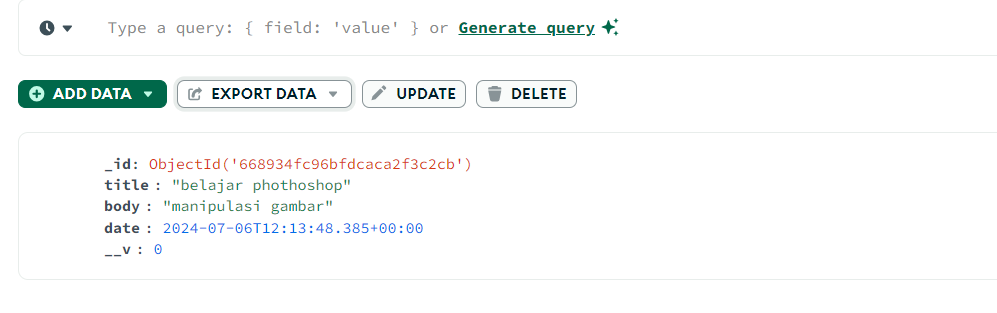 Type a query: { field: 'value' } or Generate query
ADD DATA EXPORT DATA UPDATE DELETE
_id: ObjectId('668934fc96bfdcaca2f3c2cb')
title : "belajar phothoshop"
body : "manipulasi gambar"
date : 2024-07-06T12:13:48.385+00:00
__v : 0